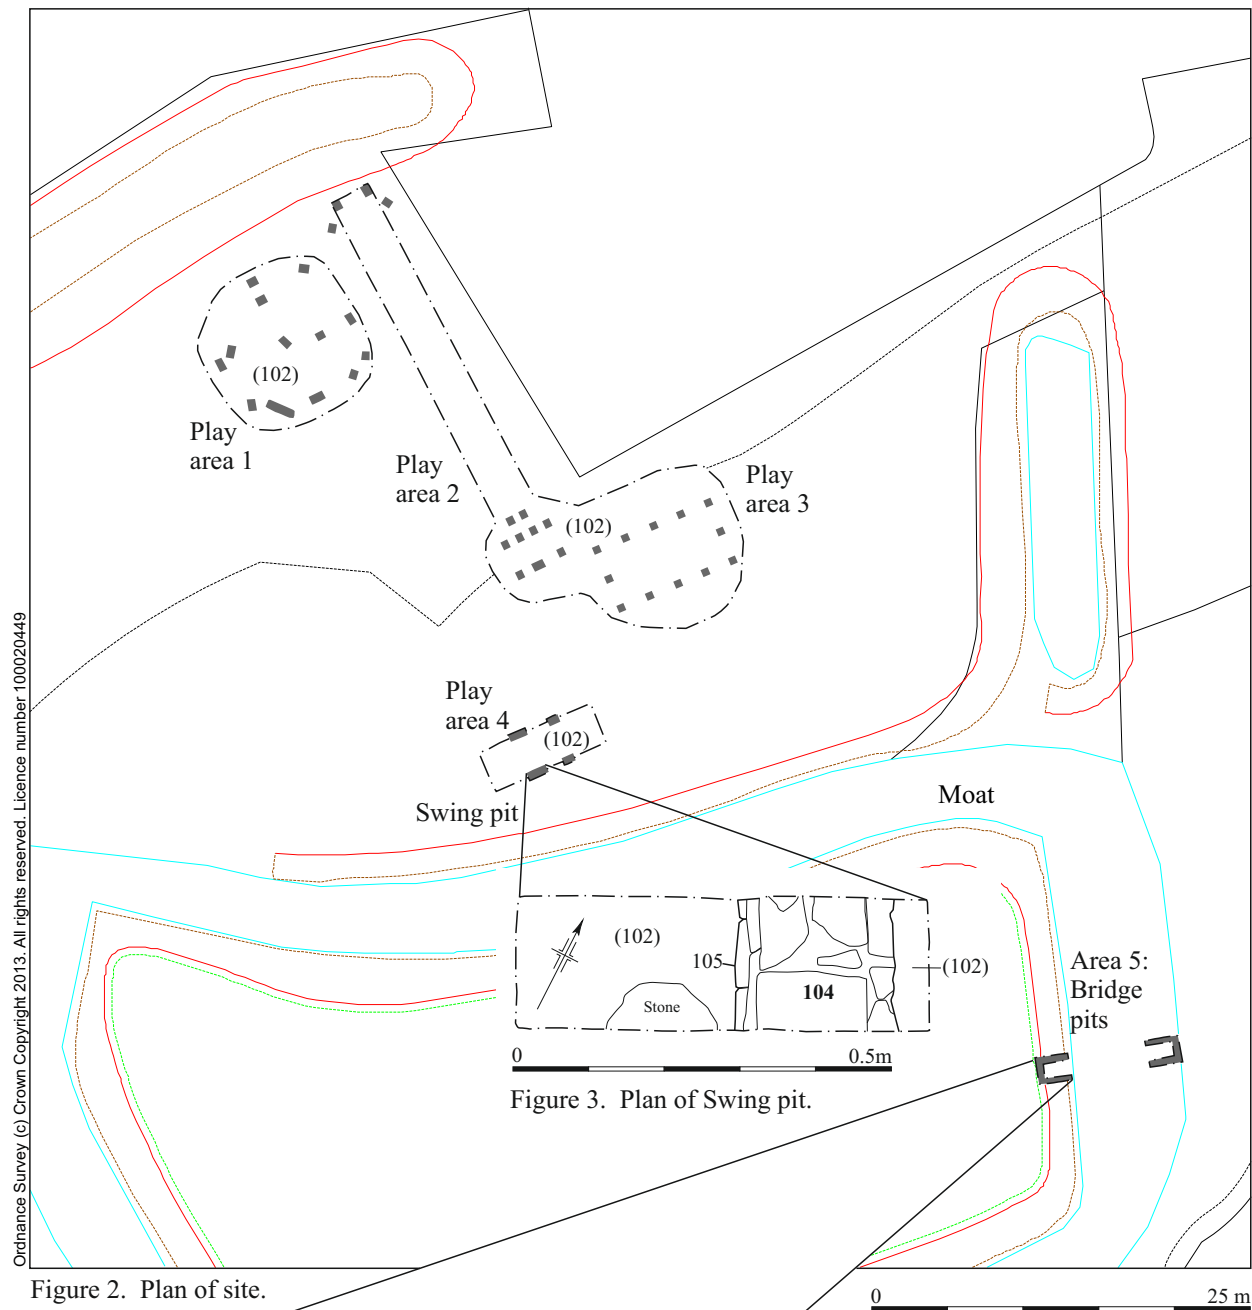 Play
area 1
(102)
Play
area 2
Play
area 3
(102)
Play
area 4
(102)
Swing pit
Moat
(102)
105
Stone
104
(102)
Area 5:
Bridge
pits
0 0.5m
Figure 3. Plan of Swing pit.
Ordnance Survey (c) Crown Copyright 2013. All rights reserved. Licence number 100020449
Figure 2. Plan of site.
0 25 m